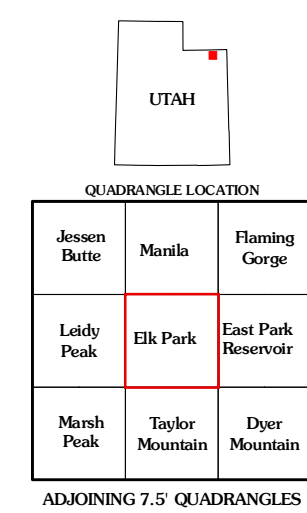 UTAH
QUADRANGLE LOCATION
Jessen
Butte
Manila
Flaming
Gorge
Leidy
Peak
Elk Park
East Park
Reservoir
Marsh
Peak
Taylor
Mountain
Dyer
Mountain
ADJOINING 7.5' QUADRANGLES